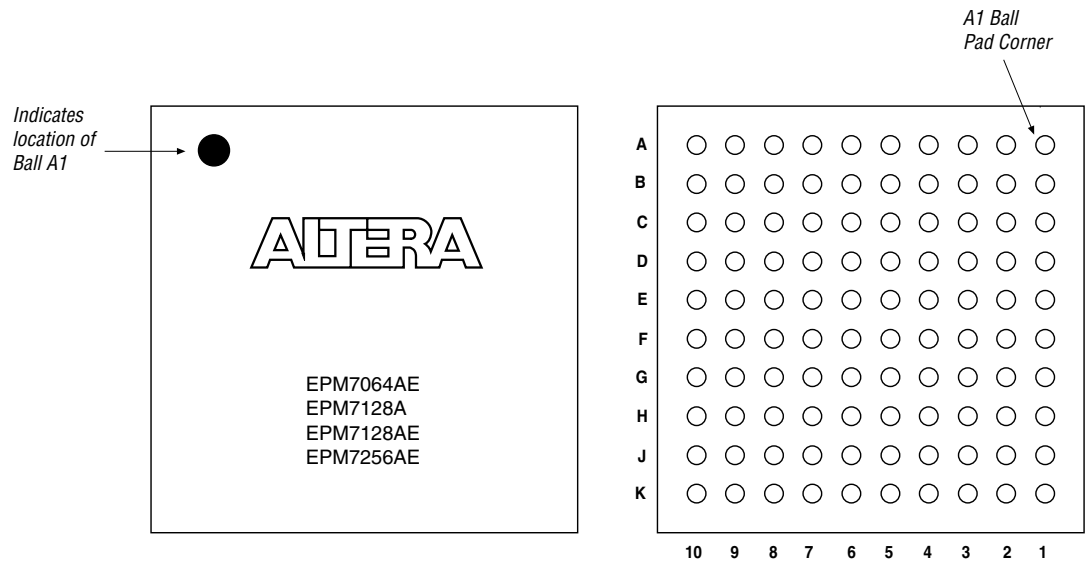 A1 Ball
Pad Corner
Indicates
location of
Ball A1
ALTERA
EPM7064AE
EPM7128A
EPM7128AE
EPM7256AE
A
B
C
D
E
F
G
H
J
K
10 9 8 7 6 5 4 3 2 1